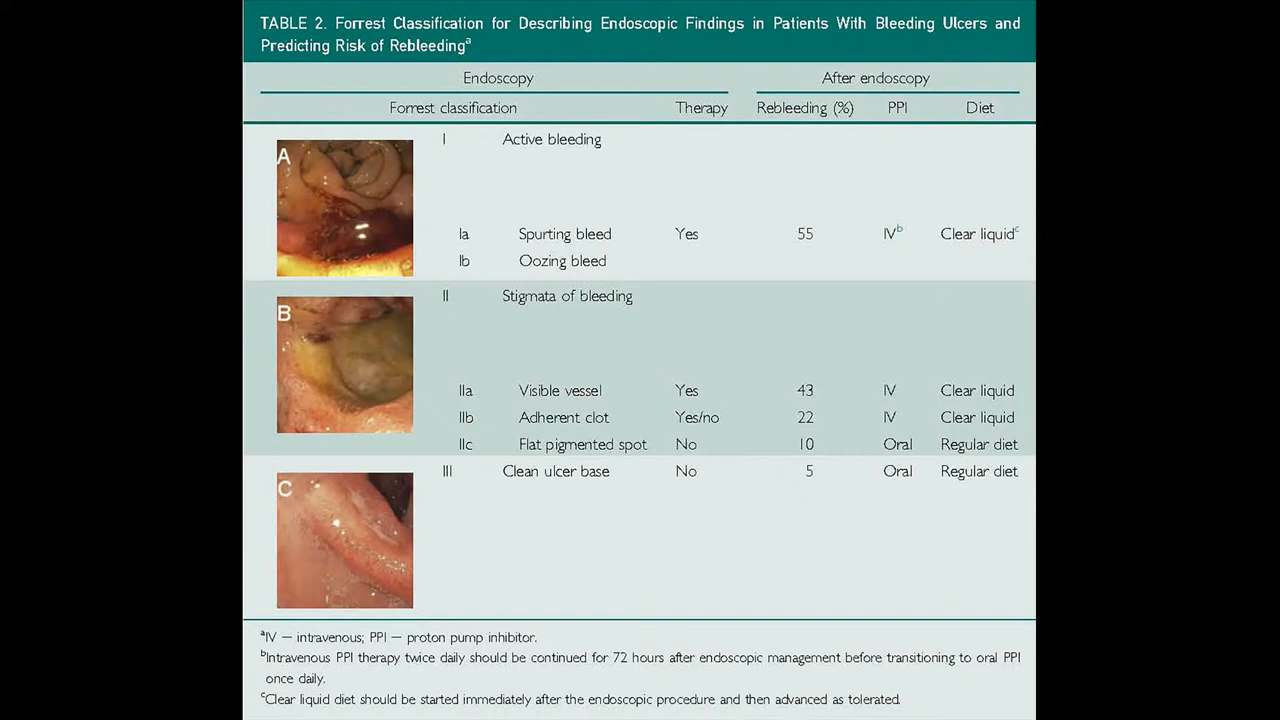 TABLE 2. Forrest Classification for Describing Endoscopic Findings in Patients With Bleeding Ulcers and
Predicting Risk of Rebleedingᵃ
Endoscopy After endoscopy
Forrest classification Therapy Rebleeding (%) PPI Diet
A
I Active bleeding
Ia Spurting bleed Yes 55 IVᵇ Clear liquidᶜ
Ib Oozing bleed
B
II Stigmata of bleeding
IIa Visible vessel Yes 43 IV Clear liquid
IIb Adherent clot Yes/no 22 IV Clear liquid
IIc Flat pigmented spot No 10 Oral Regular diet
III Clean ulcer base No 5 Oral Regular diet
C
ᵃIV — intravenous; PPI — proton pump inhibitor.
ᵇIntravenous PPI therapy twice daily should be continued for 72 hours after endoscopic management before transitioning to oral PPI
once daily.
ᶜClear liquid diet should be started immediately after the endoscopic procedure and then advanced as tolerated.